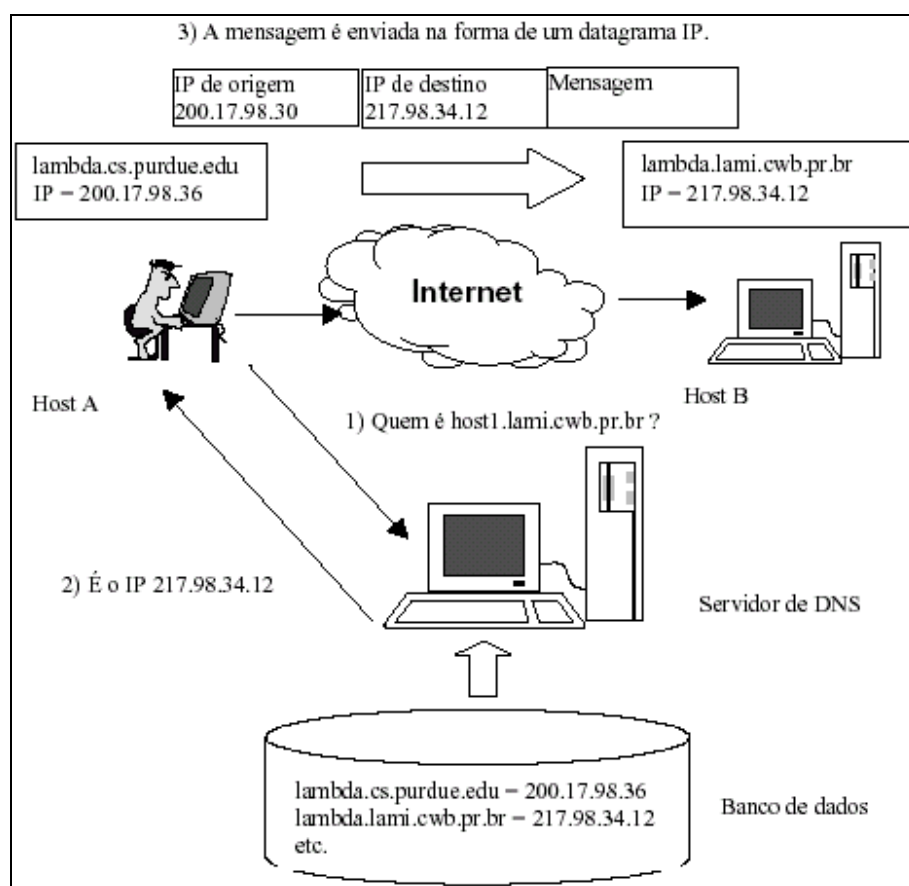 3) A mensagem é enviada na forma de um datagrama IP.
IP de origem
200.17.98.30
IP de destino
217.98.34.12
Mensagem
lambda.cs.purdue.edu
IP = 200.17.98.36
lambda.lami.cwb.pr.br
IP = 217.98.34.12
Internet
Host A
Host B
1) Quem é host1.lami.cwb.pr.br ?
2) É o IP 217.98.34.12
Servidor de DNS
lambda.cs.purdue.edu = 200.17.98.36
lambda.lami.cwb.pr.br = 217.98.34.12
etc.
Banco de dados